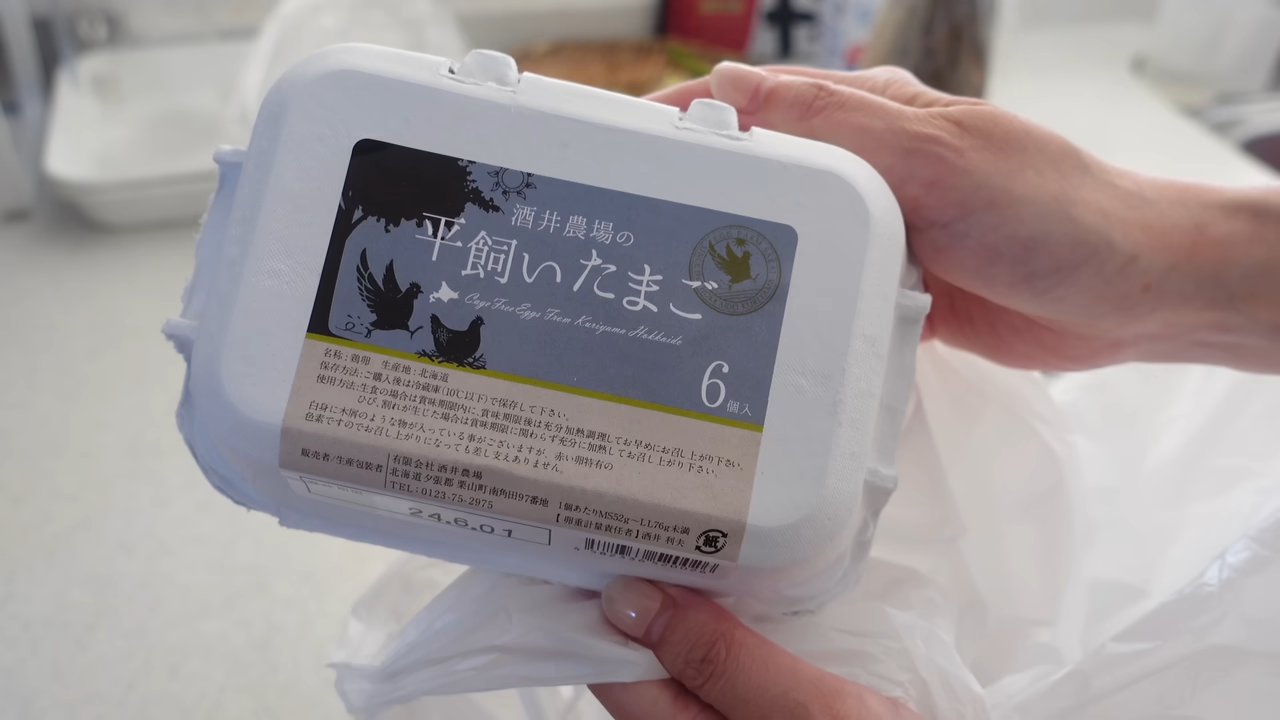 酒井農場の
平飼いたまご
Cage Free Eggs From Kuriyama Hokkaido
6個入
名称:鶏卵 生産地:北海道
保存方法:ご購入後は冷蔵庫(10℃以下)で保存して下さい。
使用方法:生食の場合は賞味期限内に、賞味期限後は充分加熱調理してお早めにお召し上がり下さい。
ひび、割れが生じた場合は賞味期限に関わらず充分に加熱してお召し上がり下さい。
白身に木屑のような物が入っている事がございますが、赤い卵特有の
色素ですのでお召し上がりになっても差し支えありません。
販売者/生産包装者
有限会社 酒井農場
北海道夕張郡 栗山町 南角田97番地
TEL:0123-75-2975
1個あたりMS52g〜LL76g未満
【卵重計量責任者】酒井 利夫
紙
24.6.01